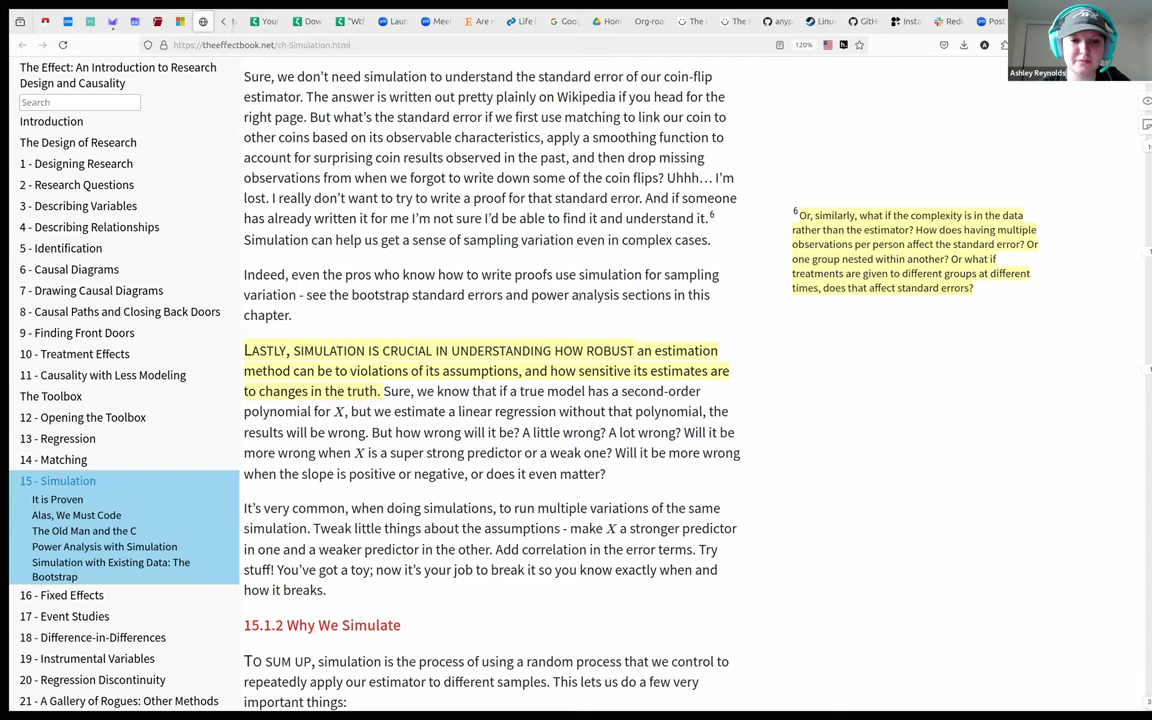 Your
Dow
"Wtf
Laun
Meel
Are r
Life I
Goo
Hom
Org-roa
The I
The I
anyp
Linu
GitH
Insta
Redi
Post
https://theeffectbook.net/ch-Simulation.html
120%
Ashley Reynolds
The Effect: An Introduction to Research
Design and Causality
Search
Introduction
The Design of Research
1 - Designing Research
2 - Research Questions
3 - Describing Variables
4 - Describing Relationships
5 - Identification
6 - Causal Diagrams
7 - Drawing Causal Diagrams
8 - Causal Paths and Closing Back Doors
9 - Finding Front Doors
10 - Treatment Effects
11 - Causality with Less Modeling
The Toolbox
12 - Opening the Toolbox
13 - Regression
14 - Matching
15 - Simulation
It is Proven
Alas, We Must Code
The Old Man and the C
Power Analysis with Simulation
Simulation with Existing Data: The
Bootstrap
16 - Fixed Effects
17 - Event Studies
18 - Difference-in-Differences
19 - Instrumental Variables
20 - Regression Discontinuity
21 - A Gallery of Rogues: Other Methods
Sure, we don't need simulation to understand the standard error of our coin-flip
estimator. The answer is written out pretty plainly on Wikipedia if you head for the
right page. But what's the standard error if we first use matching to link our coin to
other coins based on its observable characteristics, apply a smoothing function to
account for surprising coin results observed in the past, and then drop missing
observations from when we forgot to write down some of the coin flips? Uhhh… I'm
lost. I really don't want to try to write a proof for that standard error. And if someone
has already written it for me I'm not sure I'd be able to find it and understand it.6
Simulation can help us get a sense of sampling variation even in complex cases.
Indeed, even the pros who know how to write proofs use simulation for sampling
variation - see the bootstrap standard errors and power analysis sections in this
chapter.
LASTLY, SIMULATION IS CRUCIAL IN UNDERSTANDING HOW ROBUST an estimation
method can be to violations of its assumptions, and how sensitive its estimates are
to changes in the truth. Sure, we know that if a true model has a second-order
polynomial for X, but we estimate a linear regression without that polynomial, the
results will be wrong. But how wrong will it be? A little wrong? A lot wrong? Will it be
more wrong when X is a super strong predictor or a weak one? Will it be more wrong
when the slope is positive or negative, or does it even matter?
It's very common, when doing simulations, to run multiple variations of the same
simulation. Tweak little things about the assumptions - make X a stronger predictor
in one and a weaker predictor in the other. Add correlation in the error terms. Try
stuff! You've got a toy; now it's your job to break it so you know exactly when and
how it breaks.
15.1.2 Why We Simulate
TO SUM UP, simulation is the process of using a random process that we control to
repeatedly apply our estimator to different samples. This lets us do a few very
important things:
6Or, similarly, what if the complexity is in the data
rather than the estimator? How does having multiple
observations per person affect the standard error? Or
one group nested within another? Or what if
treatments are given to different groups at different
times, does that affect standard errors?